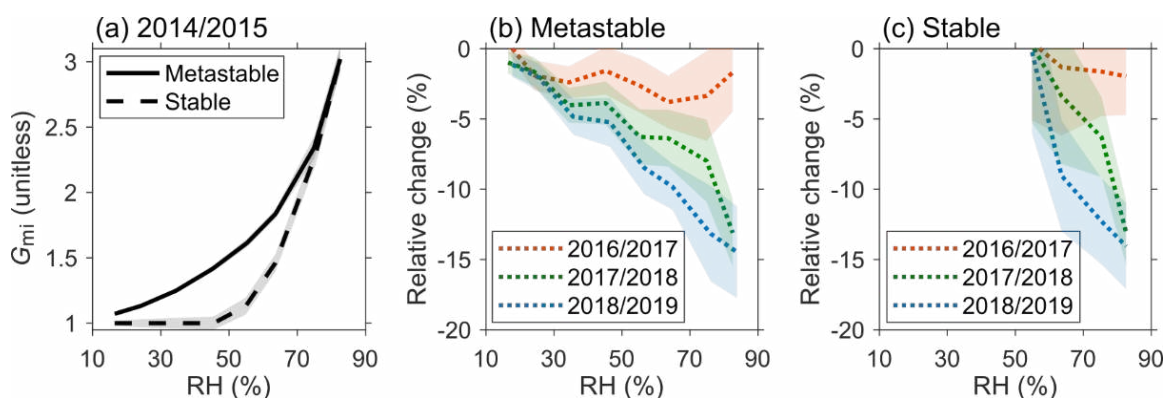 (a) 2014/2015
Metastable
Stable
3
2.5
2
1.5
1
Gmi (unitless)
10 30 50 70 90
RH (%)
(b) Metastable
0
-5
-10
-15
-20
Relative change (%)
2016/2017
2017/2018
2018/2019
10 30 50 70 90
RH (%)
(c) Stable
0
-5
-10
-15
-20
Relative change (%)
2016/2017
2017/2018
2018/2019
10 30 50 70 90
RH (%)